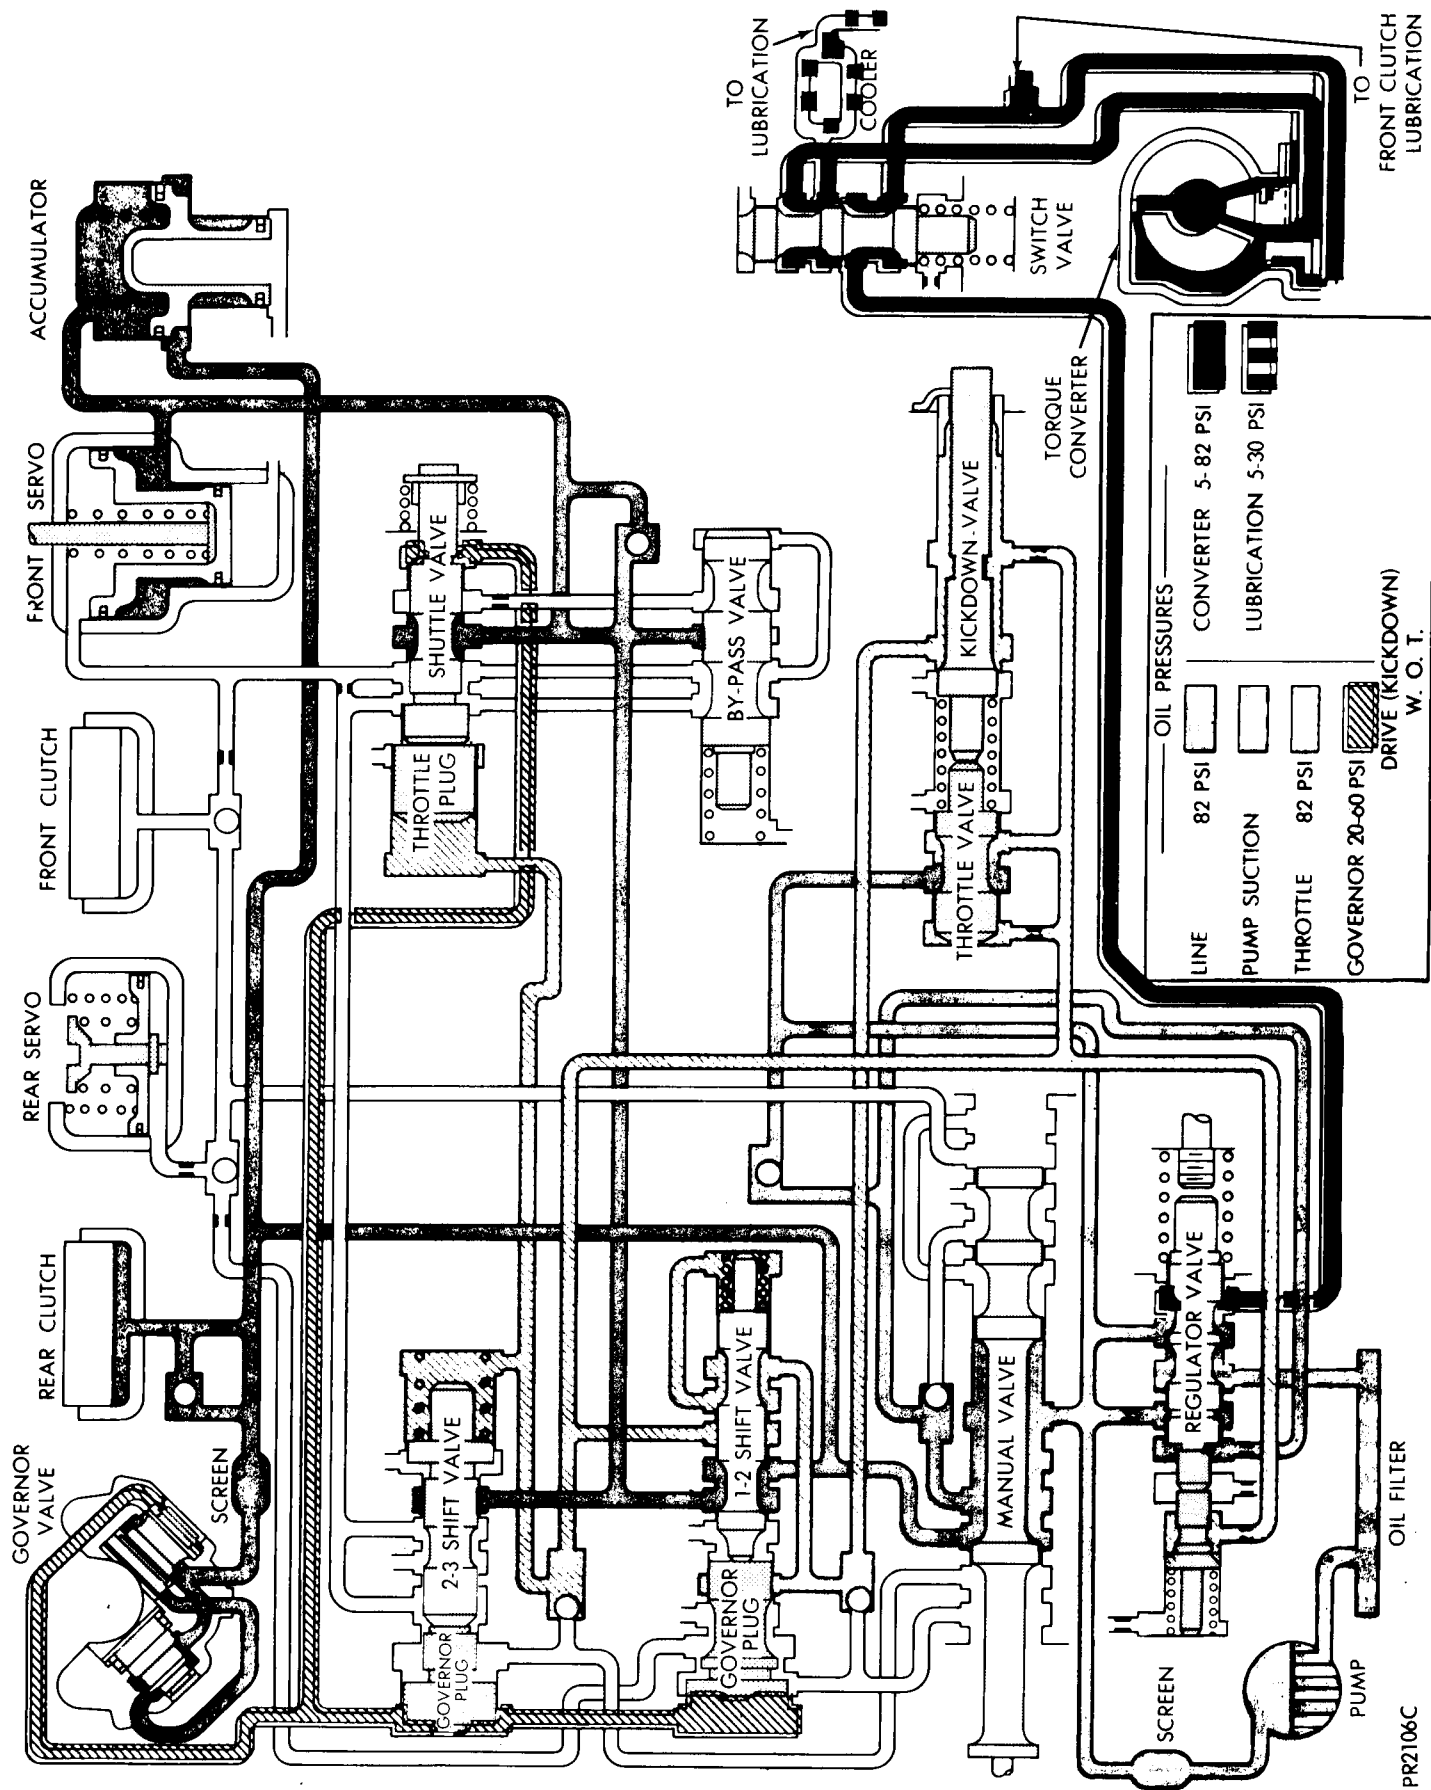 GOVERNOR
VALVE
REAR CLUTCH
REAR SERVO
FRONT CLUTCH
FRONT SERVO
ACCUMULATOR
SCREEN
GOVERNOR
PLUG
2-3 SHIFT VALVE
THROTTLE
PLUG
SHUTTLE VALVE
GOVERNOR
PLUG
1-2 SHIFT VALVE
BY-PASS VALVE
TO
LUBRICATION
COOLER
MANUAL VALVE
THROTTLE VALVE
KICKDOWN-VALVE
SWITCH
VALVE
TORQUE
CONVERTER
TO
FRONT CLUTCH
LUBRICATION
SCREEN
PUMP
REGULATOR VALVE
OIL FILTER
OIL PRESSURES
LINE 82 PSI
PUMP SUCTION
THROTTLE 82 PSI
GOVERNOR 20-60 PSI
CONVERTER 5-82 PSI
LUBRICATION 5-30 PSI
DRIVE (KICKDOWN)
W. O. T.
PR2106C